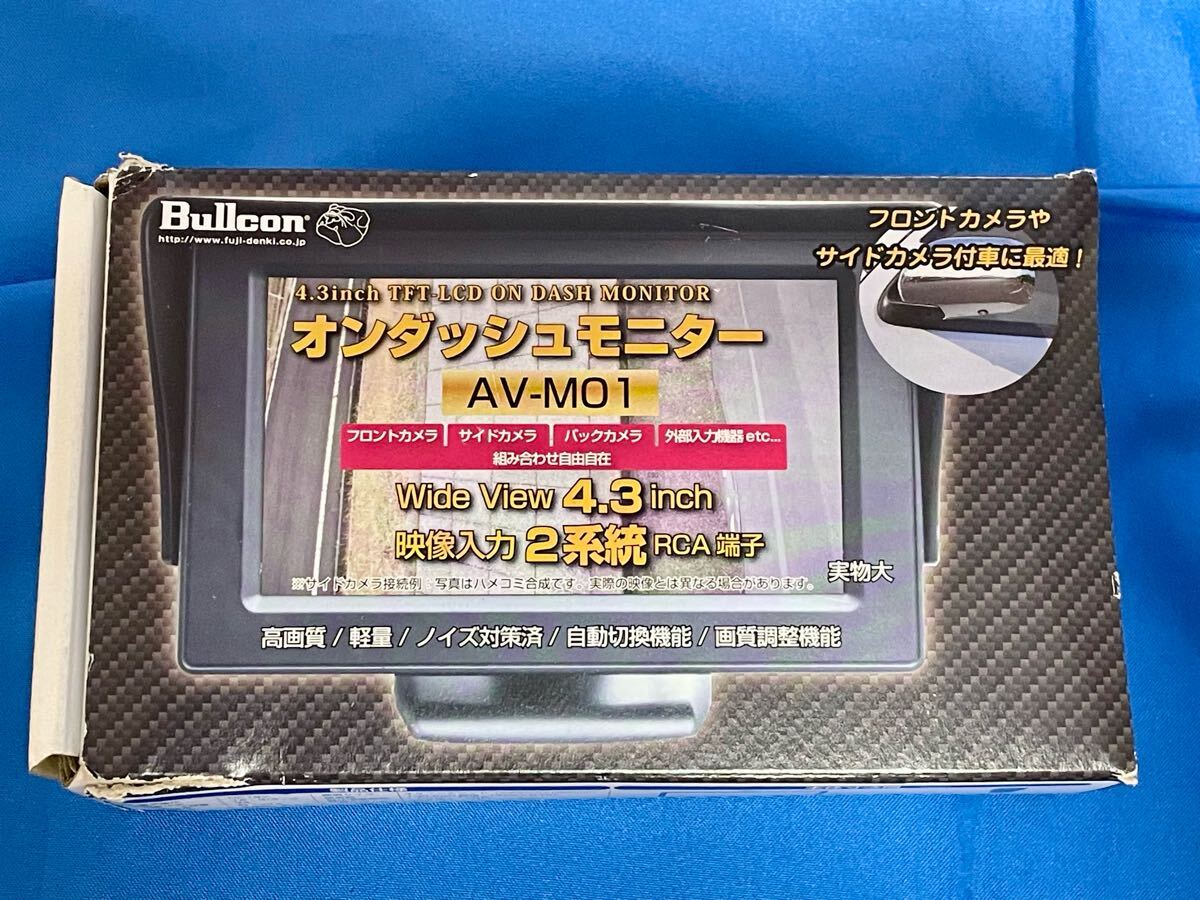 Bullcon®
http://www.fuji-denki.co.jp
フロントカメラや
サイドカメラ付車に最適!
4.3inch TFT-LCD ON DASH MONITOR
オンダッシュモニター
AV-M01
フロントカメラ サイドカメラ バックカメラ 外部入力機器 etc...
組み合わせ自由自在
Wide View 4.3 inch
映像入力 2系統 RCA 端子
※サイドカメラ接続例:写真はハメコミ合成です。実際の映像とは異なる場合があります。
実物大
高画質 / 軽量 / ノイズ対策済 / 自動切換機能 / 画質調整機能